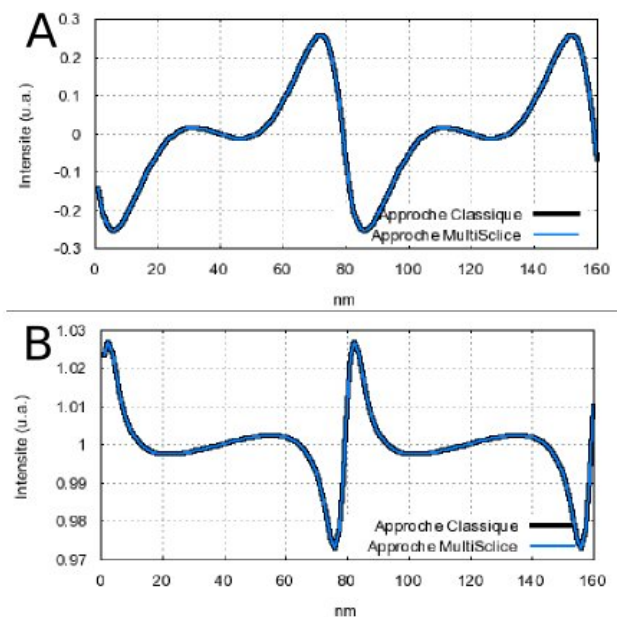 A
0.3
0.2
0.1
0
-0.1
-0.2
-0.3
Intensite (u.a.)
Approche Classique
Approche MultiSclice
0 20 40 60 80 100 120 140 160
nm
B
1.03
1.02
1.01
1
0.99
0.98
0.97
Intensite (u.a.)
Approche Classique
Approche MultiSclice
0 20 40 60 80 100 120 140 160
nm